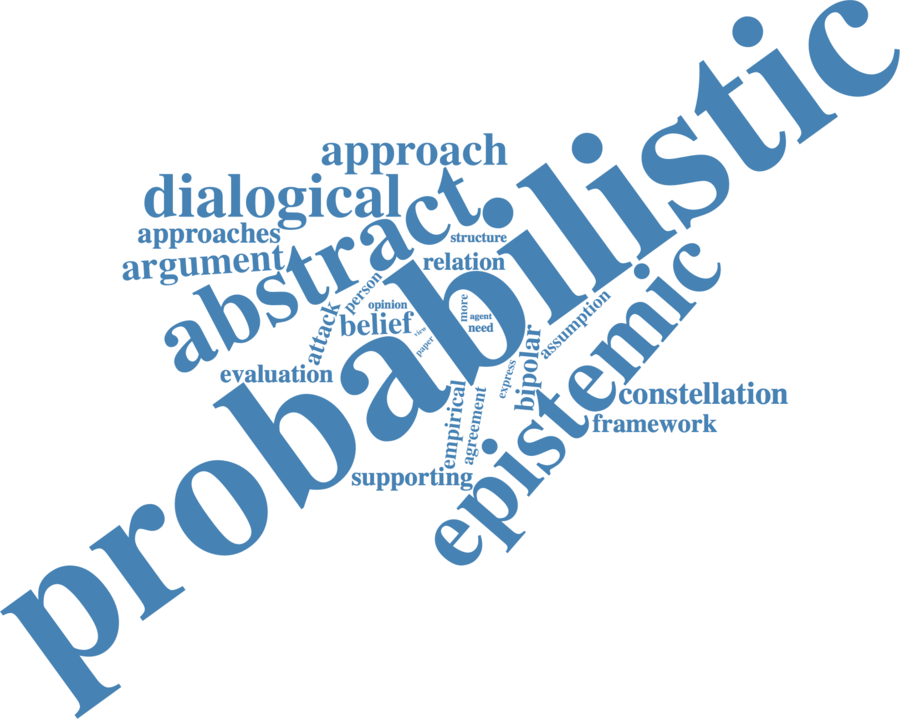 probabilistic
approach
dialogical
abstract
approaches
structure
argument
relation
person
opinion
more
agent
attack
belief
view
need
paper
assumption
evaluation
express
bipolar
epistemic
constellation
empirical
agreement
framework
supporting